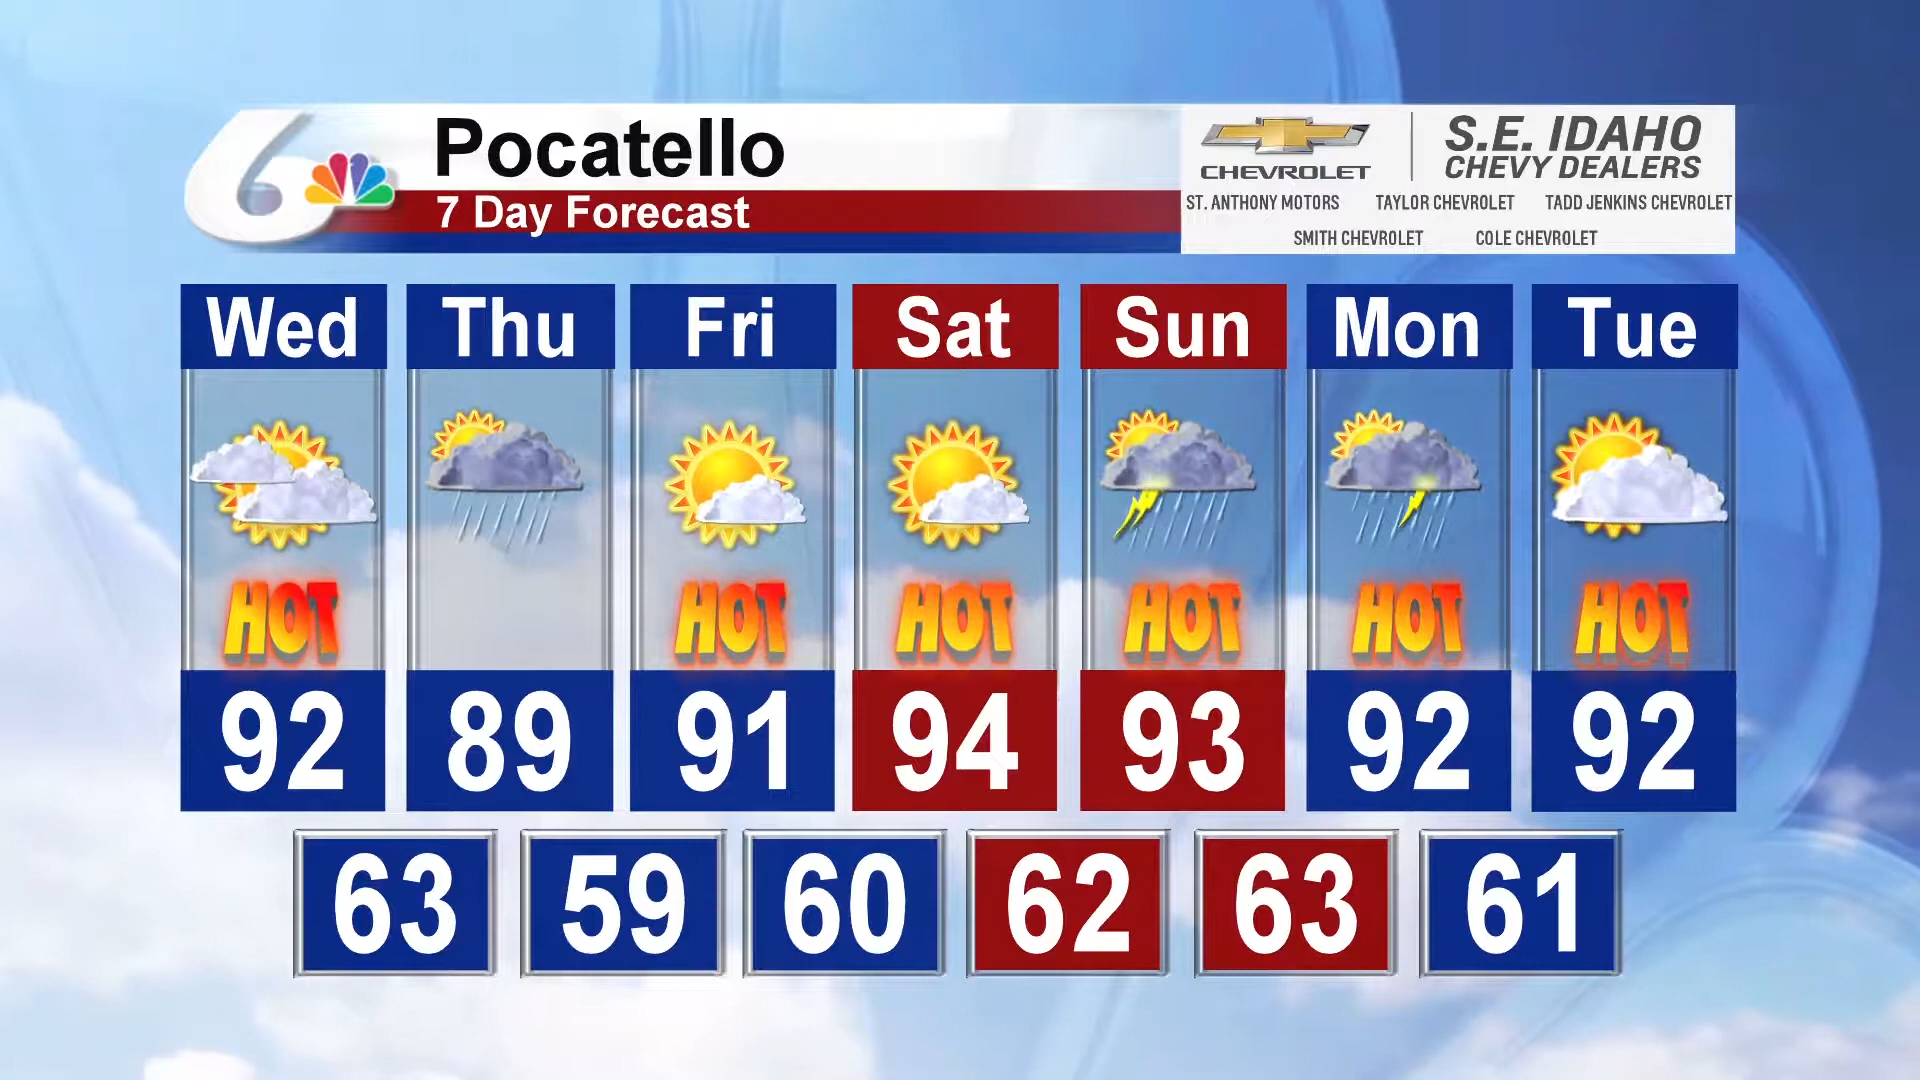 6
Pocatello
7 Day Forecast
CHEVROLET
S.E. IDAHO
CHEVY DEALERS
ST. ANTHONY MOTORS TAYLOR CHEVROLET TADD JENKINS CHEVROLET
SMITH CHEVROLET COLE CHEVROLET
Wed Thu Fri Sat Sun Mon Tue
HOT HOT HOT HOT HOT HOT
92 89 91 94 93 92 92
63 59 60 62 63 61